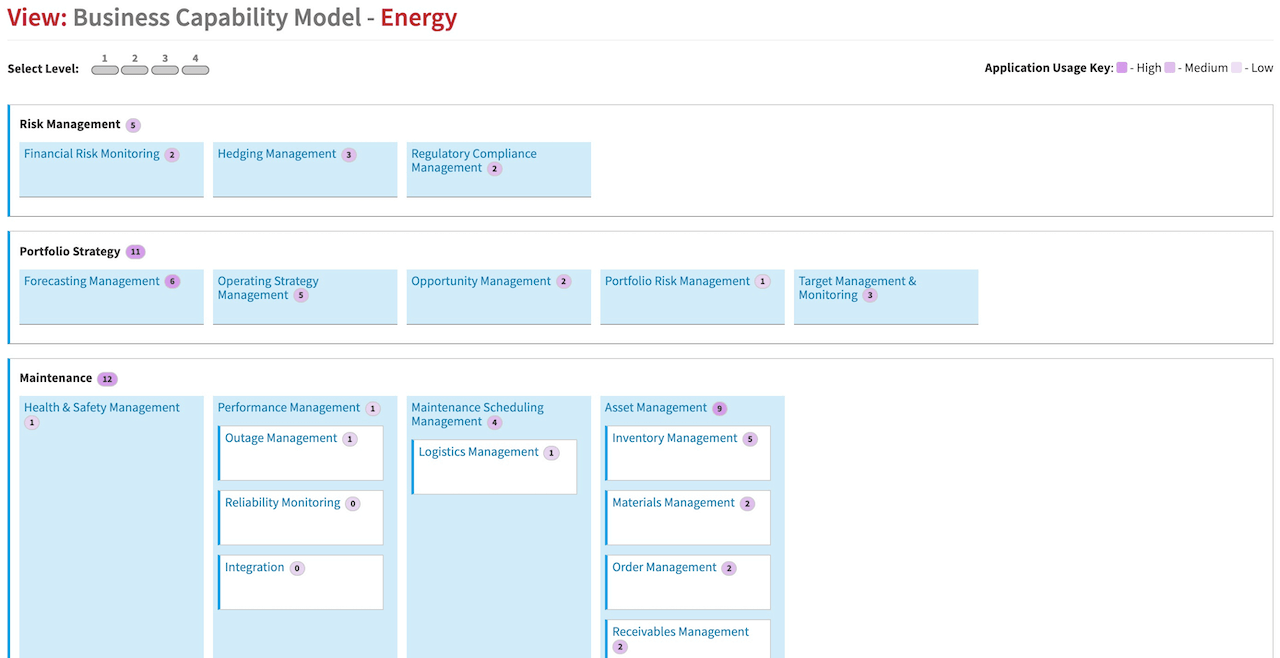 View: Business Capability Model - Energy
Select Level: 1 2 3 4
Application Usage Key: - High - Medium - Low
Risk Management 5
Financial Risk Monitoring 2
Hedging Management 3
Regulatory Compliance
Management 2
Portfolio Strategy 11
Forecasting Management 6
Operating Strategy
Management 5
Opportunity Management 2
Portfolio Risk Management 1
Target Management &
Monitoring 3
Maintenance 12
Health & Safety Management
1
Performance Management 1
Outage Management 1
Reliability Monitoring 0
Integration 0
Maintenance Scheduling
Management 4
Logistics Management 1
Asset Management 9
Inventory Management 5
Materials Management 2
Order Management 2
Receivables Management
2